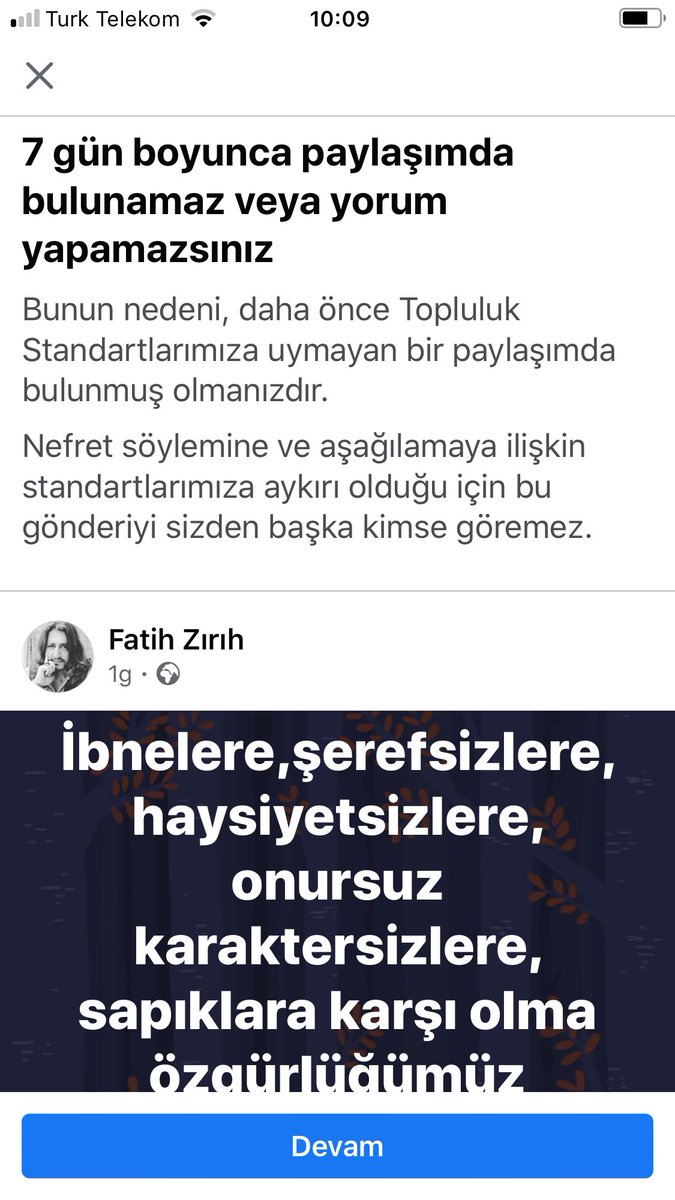 Turk Telekom
10:09
7 gün boyunca paylaşımda
bulunamaz veya yorum
yapamazsınız
Bunun nedeni, daha önce Topluluk
Standartlarımıza uymayan bir paylaşımda
bulunmuş olmanızdır.
Nefret söylemine ve aşağılamaya ilişkin
standartlarımıza aykırı olduğu için bu
gönderiyi sizden başka kimse göremez.
Fatih Zırıh
1g ·
İbnelere,şerefsizlere,
haysiyetsizlere,
onursuz
karaktersizlere,
sapıklara karşı olma
özgürlüğümüz
Devam